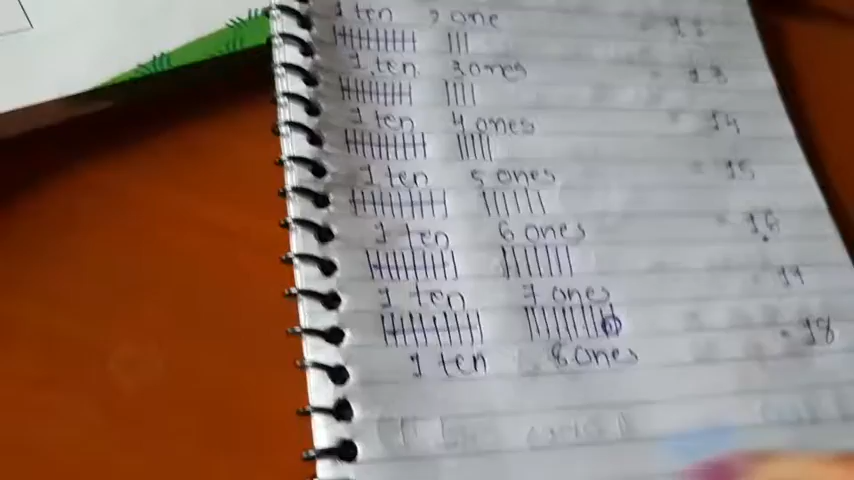 1 ten 2 one = 12
1 ten 3 ones = 13
1 ten 4 ones = 14
1 ten 5 ones = 15
1 ten 6 ones = 16
1 ten 7 ones = 17
1 ten 8 ones = 18